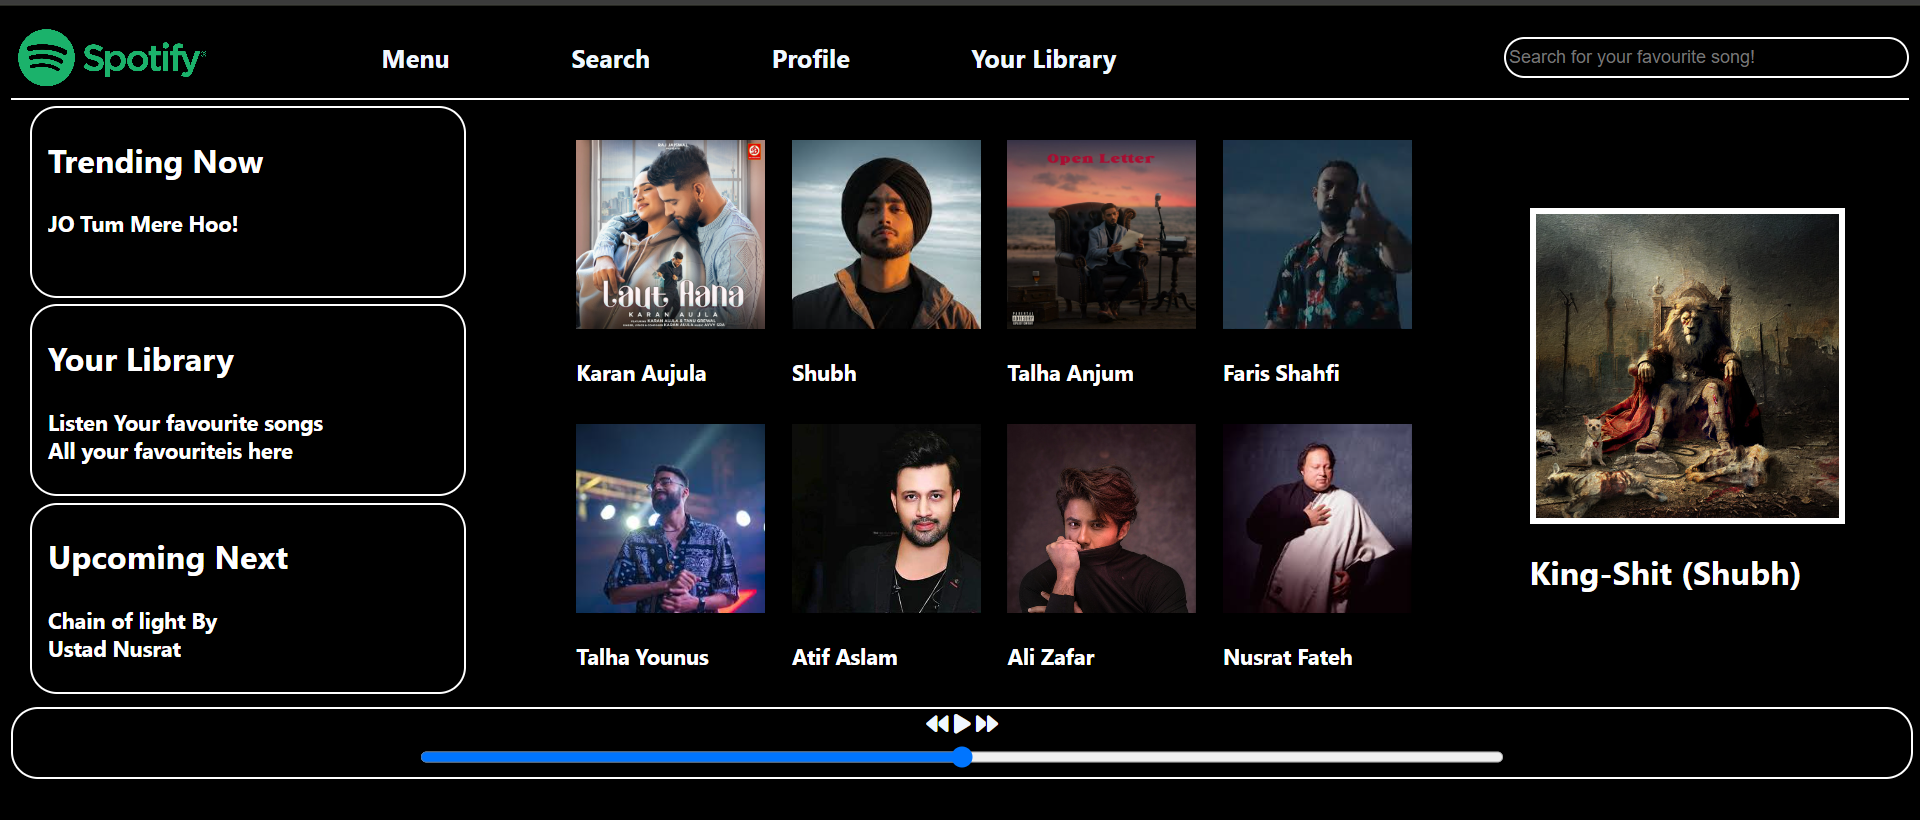 Spotify
Menu
Search
Profile
Your Library
Search for your favourite song!
Trending Now
JO Tum Mere Hoo!
Your Library
Listen Your favourite songs
All your favouriteis here
Upcoming Next
Chain of light By
Ustad Nusrat
Laut Aana
KARAN AUJLA
Open Letter
Karan Aujula
Shubh
Talha Anjum
Faris Shahfi
Talha Younus
Atif Aslam
Ali Zafar
Nusrat Fateh
King-Shit (Shubh)